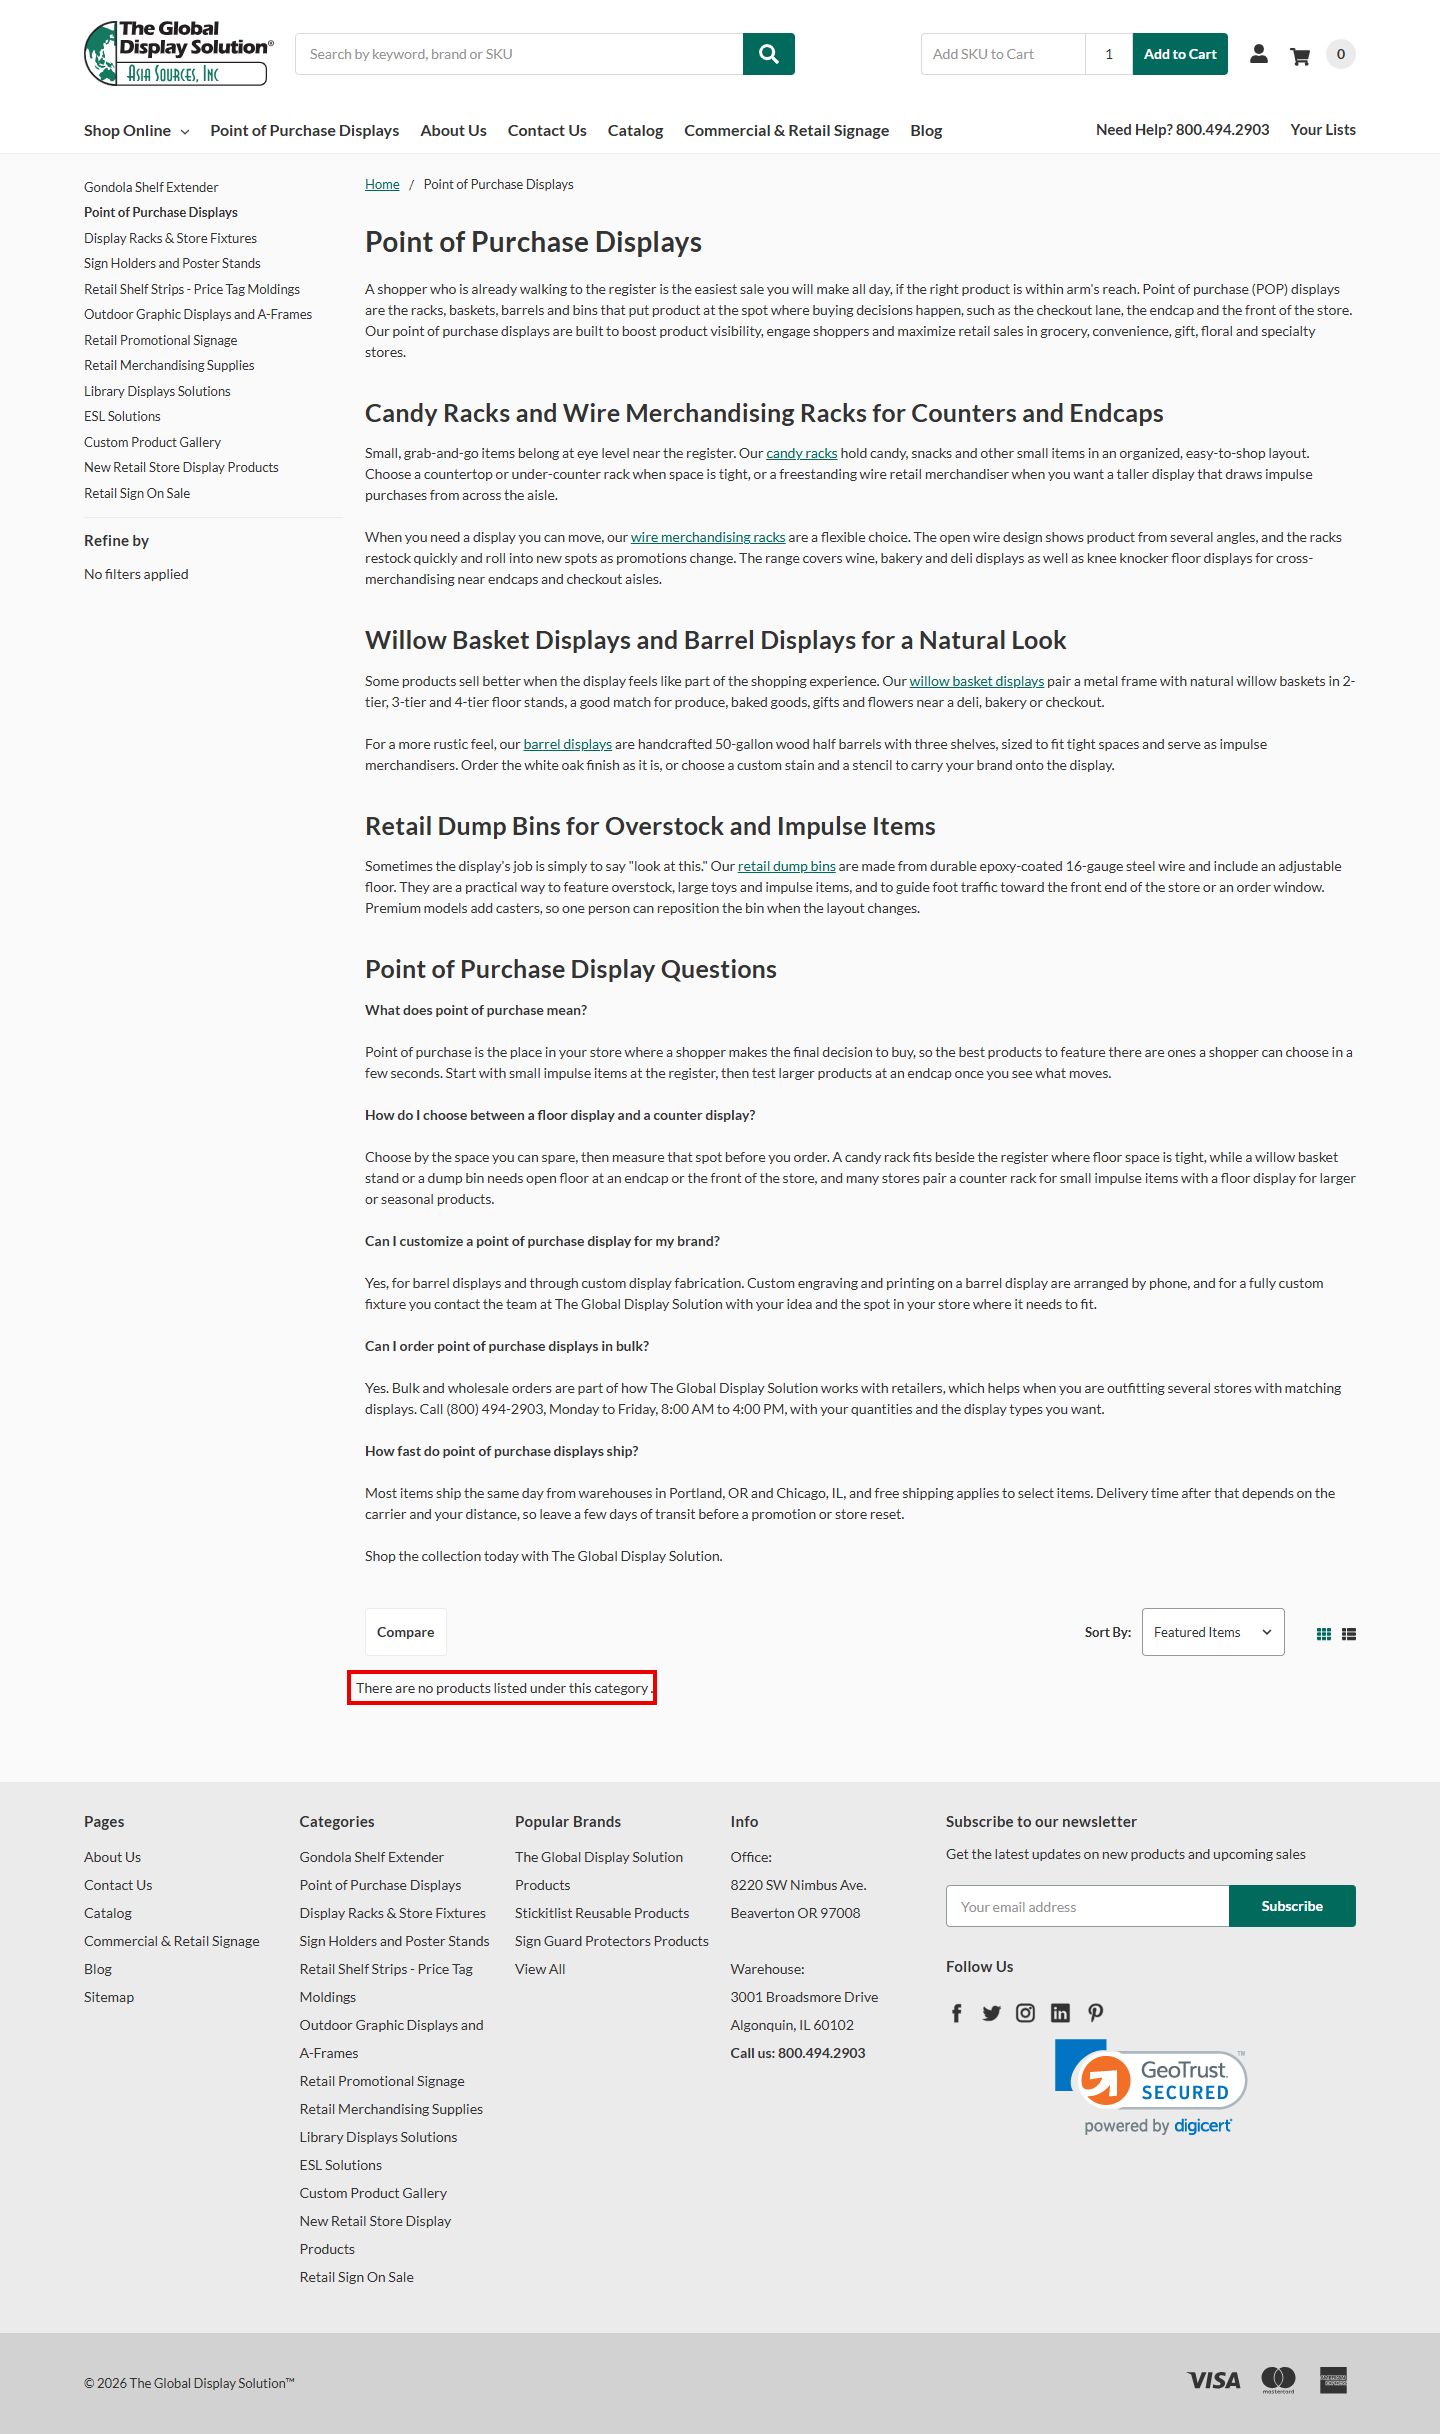 The Global
Display Solution®
Asia Sources, Inc
Search by keyword, brand or SKU
Add SKU to Cart
1
Add to Cart
0
Shop Online
Point of Purchase Displays
About Us
Contact Us
Catalog
Commercial & Retail Signage
Blog
Need Help? 800.494.2903
Your Lists
Gondola Shelf Extender
Point of Purchase Displays
Display Racks & Store Fixtures
Sign Holders and Poster Stands
Retail Shelf Strips - Price Tag Moldings
Outdoor Graphic Displays and A-Frames
Retail Promotional Signage
Retail Merchandising Supplies
Library Displays Solutions
ESL Solutions
Custom Product Gallery
New Retail Store Display Products
Retail Sign On Sale
Refine by
No filters applied
Home / Point of Purchase Displays
Point of Purchase Displays
A shopper who is already walking to the register is the easiest sale you will make all day, if the right product is within arm's reach. Point of purchase (POP) displays
are the racks, baskets, barrels and bins that put product at the spot where buying decisions happen, such as the checkout lane, the endcap and the front of the store.
Our point of purchase displays are built to boost product visibility, engage shoppers and maximize retail sales in grocery, convenience, gift, floral and specialty
stores.
Candy Racks and Wire Merchandising Racks for Counters and Endcaps
Small, grab-and-go items belong at eye level near the register. Our candy racks hold candy, snacks and other small items in an organized, easy-to-shop layout.
Choose a countertop or under-counter rack when space is tight, or a freestanding wire retail merchandiser when you want a taller display that draws impulse
purchases from across the aisle.
When you need a display you can move, our wire merchandising racks are a flexible choice. The open wire design shows product from several angles, and the racks
restock quickly and roll into new spots as promotions change. The range covers wine, bakery and deli displays as well as knee knocker floor displays for cross-
merchandising near endcaps and checkout aisles.
Willow Basket Displays and Barrel Displays for a Natural Look
Some products sell better when the display feels like part of the shopping experience. Our willow basket displays pair a metal frame with natural willow baskets in 2-
tier, 3-tier and 4-tier floor stands, a good match for produce, baked goods, gifts and flowers near a deli, bakery or checkout.
For a more rustic feel, our barrel displays are handcrafted 50-gallon wood half barrels with three shelves, sized to fit tight spaces and serve as impulse
merchandisers. Order the white oak finish as it is, or choose a custom stain and a stencil to carry your brand onto the display.
Retail Dump Bins for Overstock and Impulse Items
Sometimes the display's job is simply to say "look at this." Our retail dump bins are made from durable epoxy-coated 16-gauge steel wire and include an adjustable
floor. They are a practical way to feature overstock, large toys and impulse items, and to guide foot traffic toward the front end of the store or an order window.
Premium models add casters, so one person can reposition the bin when the layout changes.
Point of Purchase Display Questions
What does point of purchase mean?
Point of purchase is the place in your store where a shopper makes the final decision to buy, so the best products to feature there are ones a shopper can choose in a
few seconds. Start with small impulse items at the register, then test larger products at an endcap once you see what moves.
How do I choose between a floor display and a counter display?
Choose by the space you can spare, then measure that spot before you order. A candy rack fits beside the register where floor space is tight, while a willow basket
stand or a dump bin needs open floor at an endcap or the front of the store, and many stores pair a counter rack for small impulse items with a floor display for larger
or seasonal products.
Can I customize a point of purchase display for my brand?
Yes, for barrel displays and through custom display fabrication. Custom engraving and printing on a barrel display are arranged by phone, and for a fully custom
fixture you contact the team at The Global Display Solution with your idea and the spot in your store where it needs to fit.
Can I order point of purchase displays in bulk?
Yes. Bulk and wholesale orders are part of how The Global Display Solution works with retailers, which helps when you are outfitting several stores with matching
displays. Call (800) 494-2903, Monday to Friday, 8:00 AM to 4:00 PM, with your quantities and the display types you want.
How fast do point of purchase displays ship?
Most items ship the same day from warehouses in Portland, OR and Chicago, IL, and free shipping applies to select items. Delivery time after that depends on the
carrier and your distance, so leave a few days of transit before a promotion or store reset.
Shop the collection today with The Global Display Solution.
Compare
Sort By:
Featured Items
There are no products listed under this category.
Pages
About Us
Contact Us
Catalog
Commercial & Retail Signage
Blog
Sitemap
Categories
Gondola Shelf Extender
Point of Purchase Displays
Display Racks & Store Fixtures
Sign Holders and Poster Stands
Retail Shelf Strips - Price Tag
Moldings
Outdoor Graphic Displays and
A-Frames
Retail Promotional Signage
Retail Merchandising Supplies
Library Displays Solutions
ESL Solutions
Custom Product Gallery
New Retail Store Display
Products
Retail Sign On Sale
Popular Brands
The Global Display Solution
Products
Stickitlist Reusable Products
Sign Guard Protectors Products
View All
Info
Office:
8220 SW Nimbus Ave.
Beaverton OR 97008
Warehouse:
3001 Broadsmore Drive
Algonquin, IL 60102
Call us: 800.494.2903
Subscribe to our newsletter
Get the latest updates on new products and upcoming sales
Your email address
Subscribe
Follow Us
GeoTrust.™
SECURED
powered by digicert
© 2026 The Global Display Solution™
VISA
mastercard
AMERICAN
EXPRESS